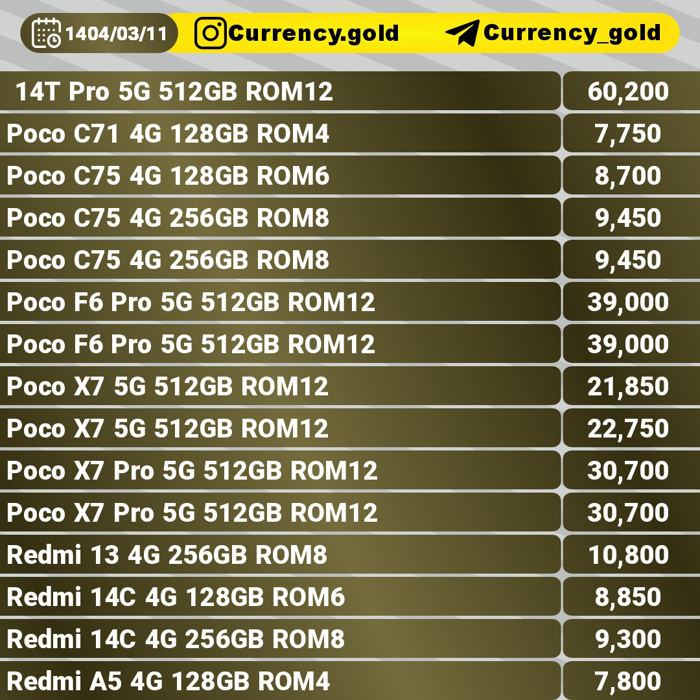 1404/03/11 Currency.gold Currency_gold
14T Pro 5G 512GB ROM12 60,200
Poco C71 4G 128GB ROM4 7,750
Poco C75 4G 128GB ROM6 8,700
Poco C75 4G 256GB ROM8 9,450
Poco C75 4G 256GB ROM8 9,450
Poco F6 Pro 5G 512GB ROM12 39,000
Poco F6 Pro 5G 512GB ROM12 39,000
Poco X7 5G 512GB ROM12 21,850
Poco X7 5G 512GB ROM12 22,750
Poco X7 Pro 5G 512GB ROM12 30,700
Poco X7 Pro 5G 512GB ROM12 30,700
Redmi 13 4G 256GB ROM8 10,800
Redmi 14C 4G 128GB ROM6 8,850
Redmi 14C 4G 256GB ROM8 9,300
Redmi A5 4G 128GB ROM4 7,800